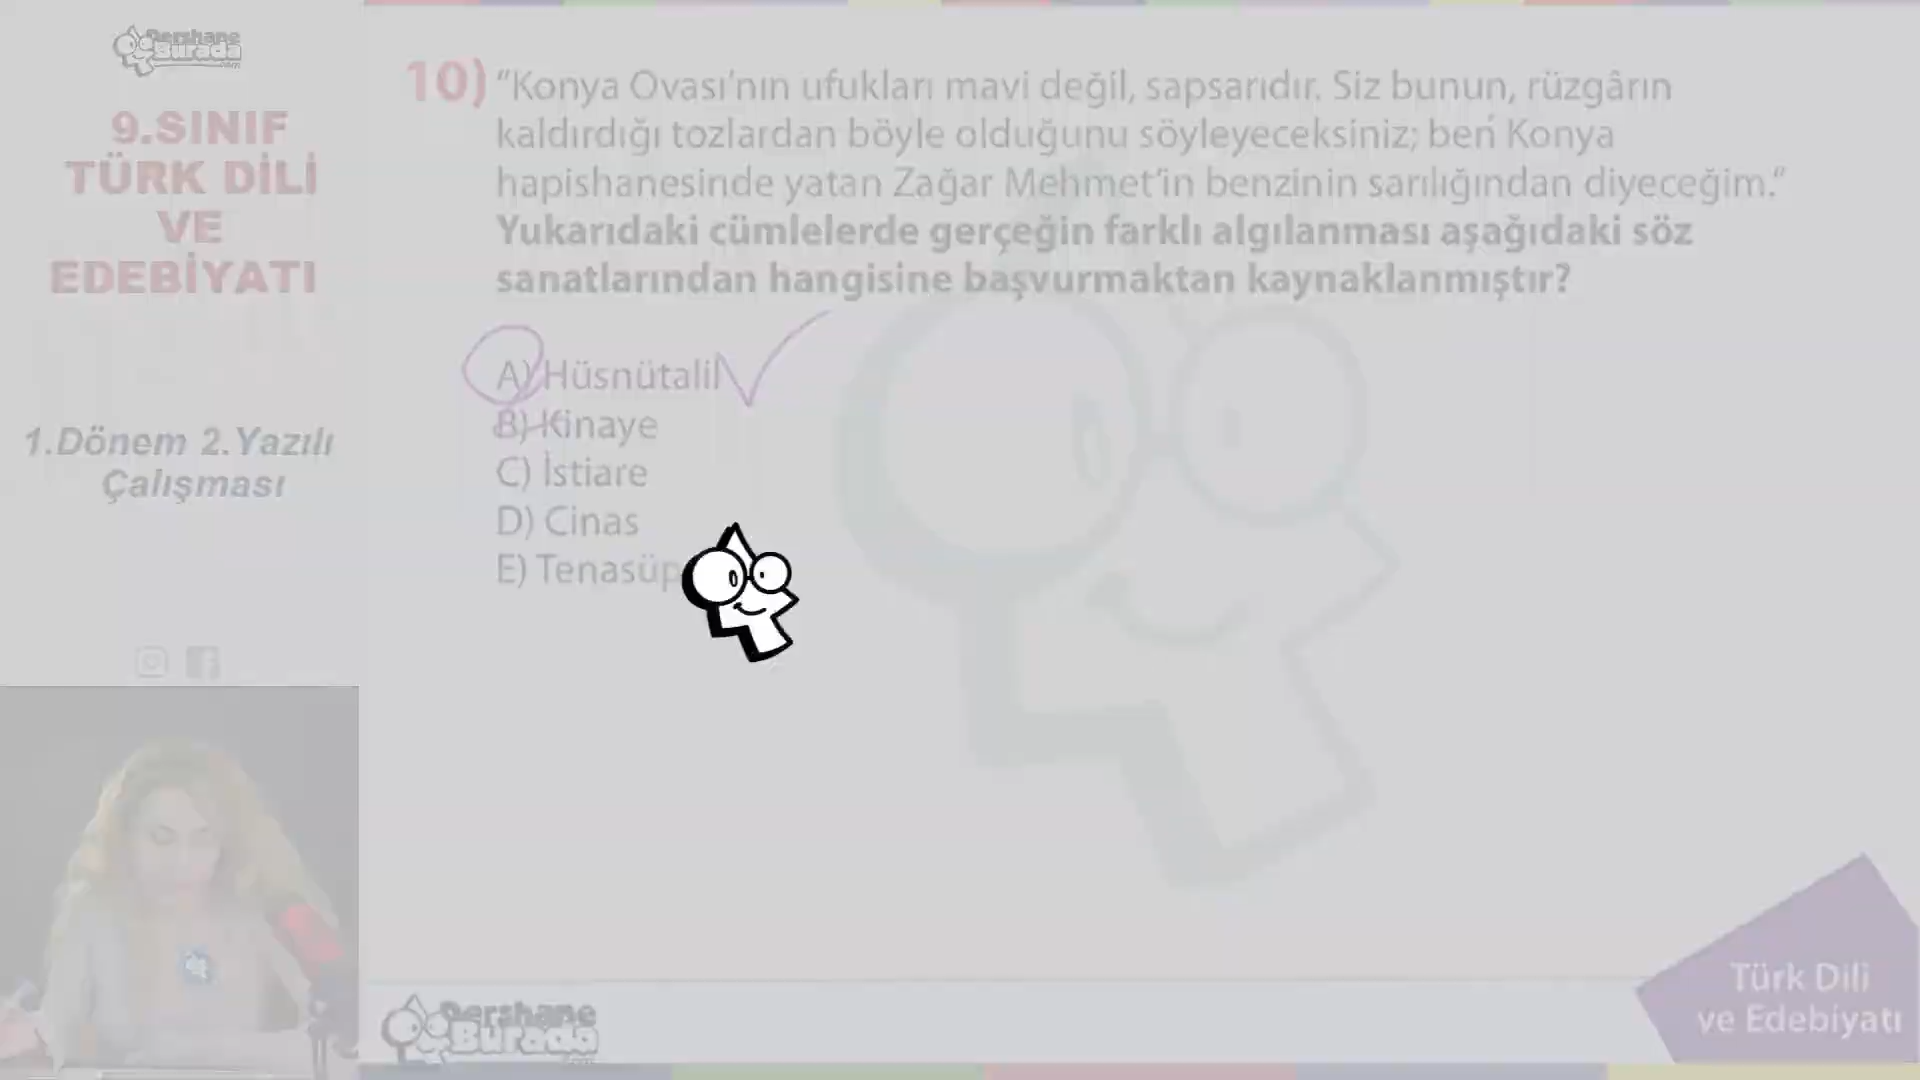 Dershane
Burada
.com
9.SINIF
TÜRK DİLİ
VE
EDEBİYATI
1.Dönem 2.Yazılı
Çalışması
10) “Konya Ovası’nın ufukları mavi değil, sapsarıdır. Siz bunun, rüzgârın
kaldırdığı tozlardan böyle olduğunu söyleyeceksiniz; ben Konya
hapishanesinde yatan Zağar Mehmet’in benzinin sarılığından diyeceğim.”
Yukarıdaki cümlelerde gerçeğin farklı algılanması aşağıdaki söz
sanatlarından hangisine başvurmaktan kaynaklanmıştır?
A) Hüsnütalil
B) Kinaye
C) İstiare
D) Cinas
E) Tenasüp
Dershane
Burada
.com
Türk Dili
ve Edebiyatı